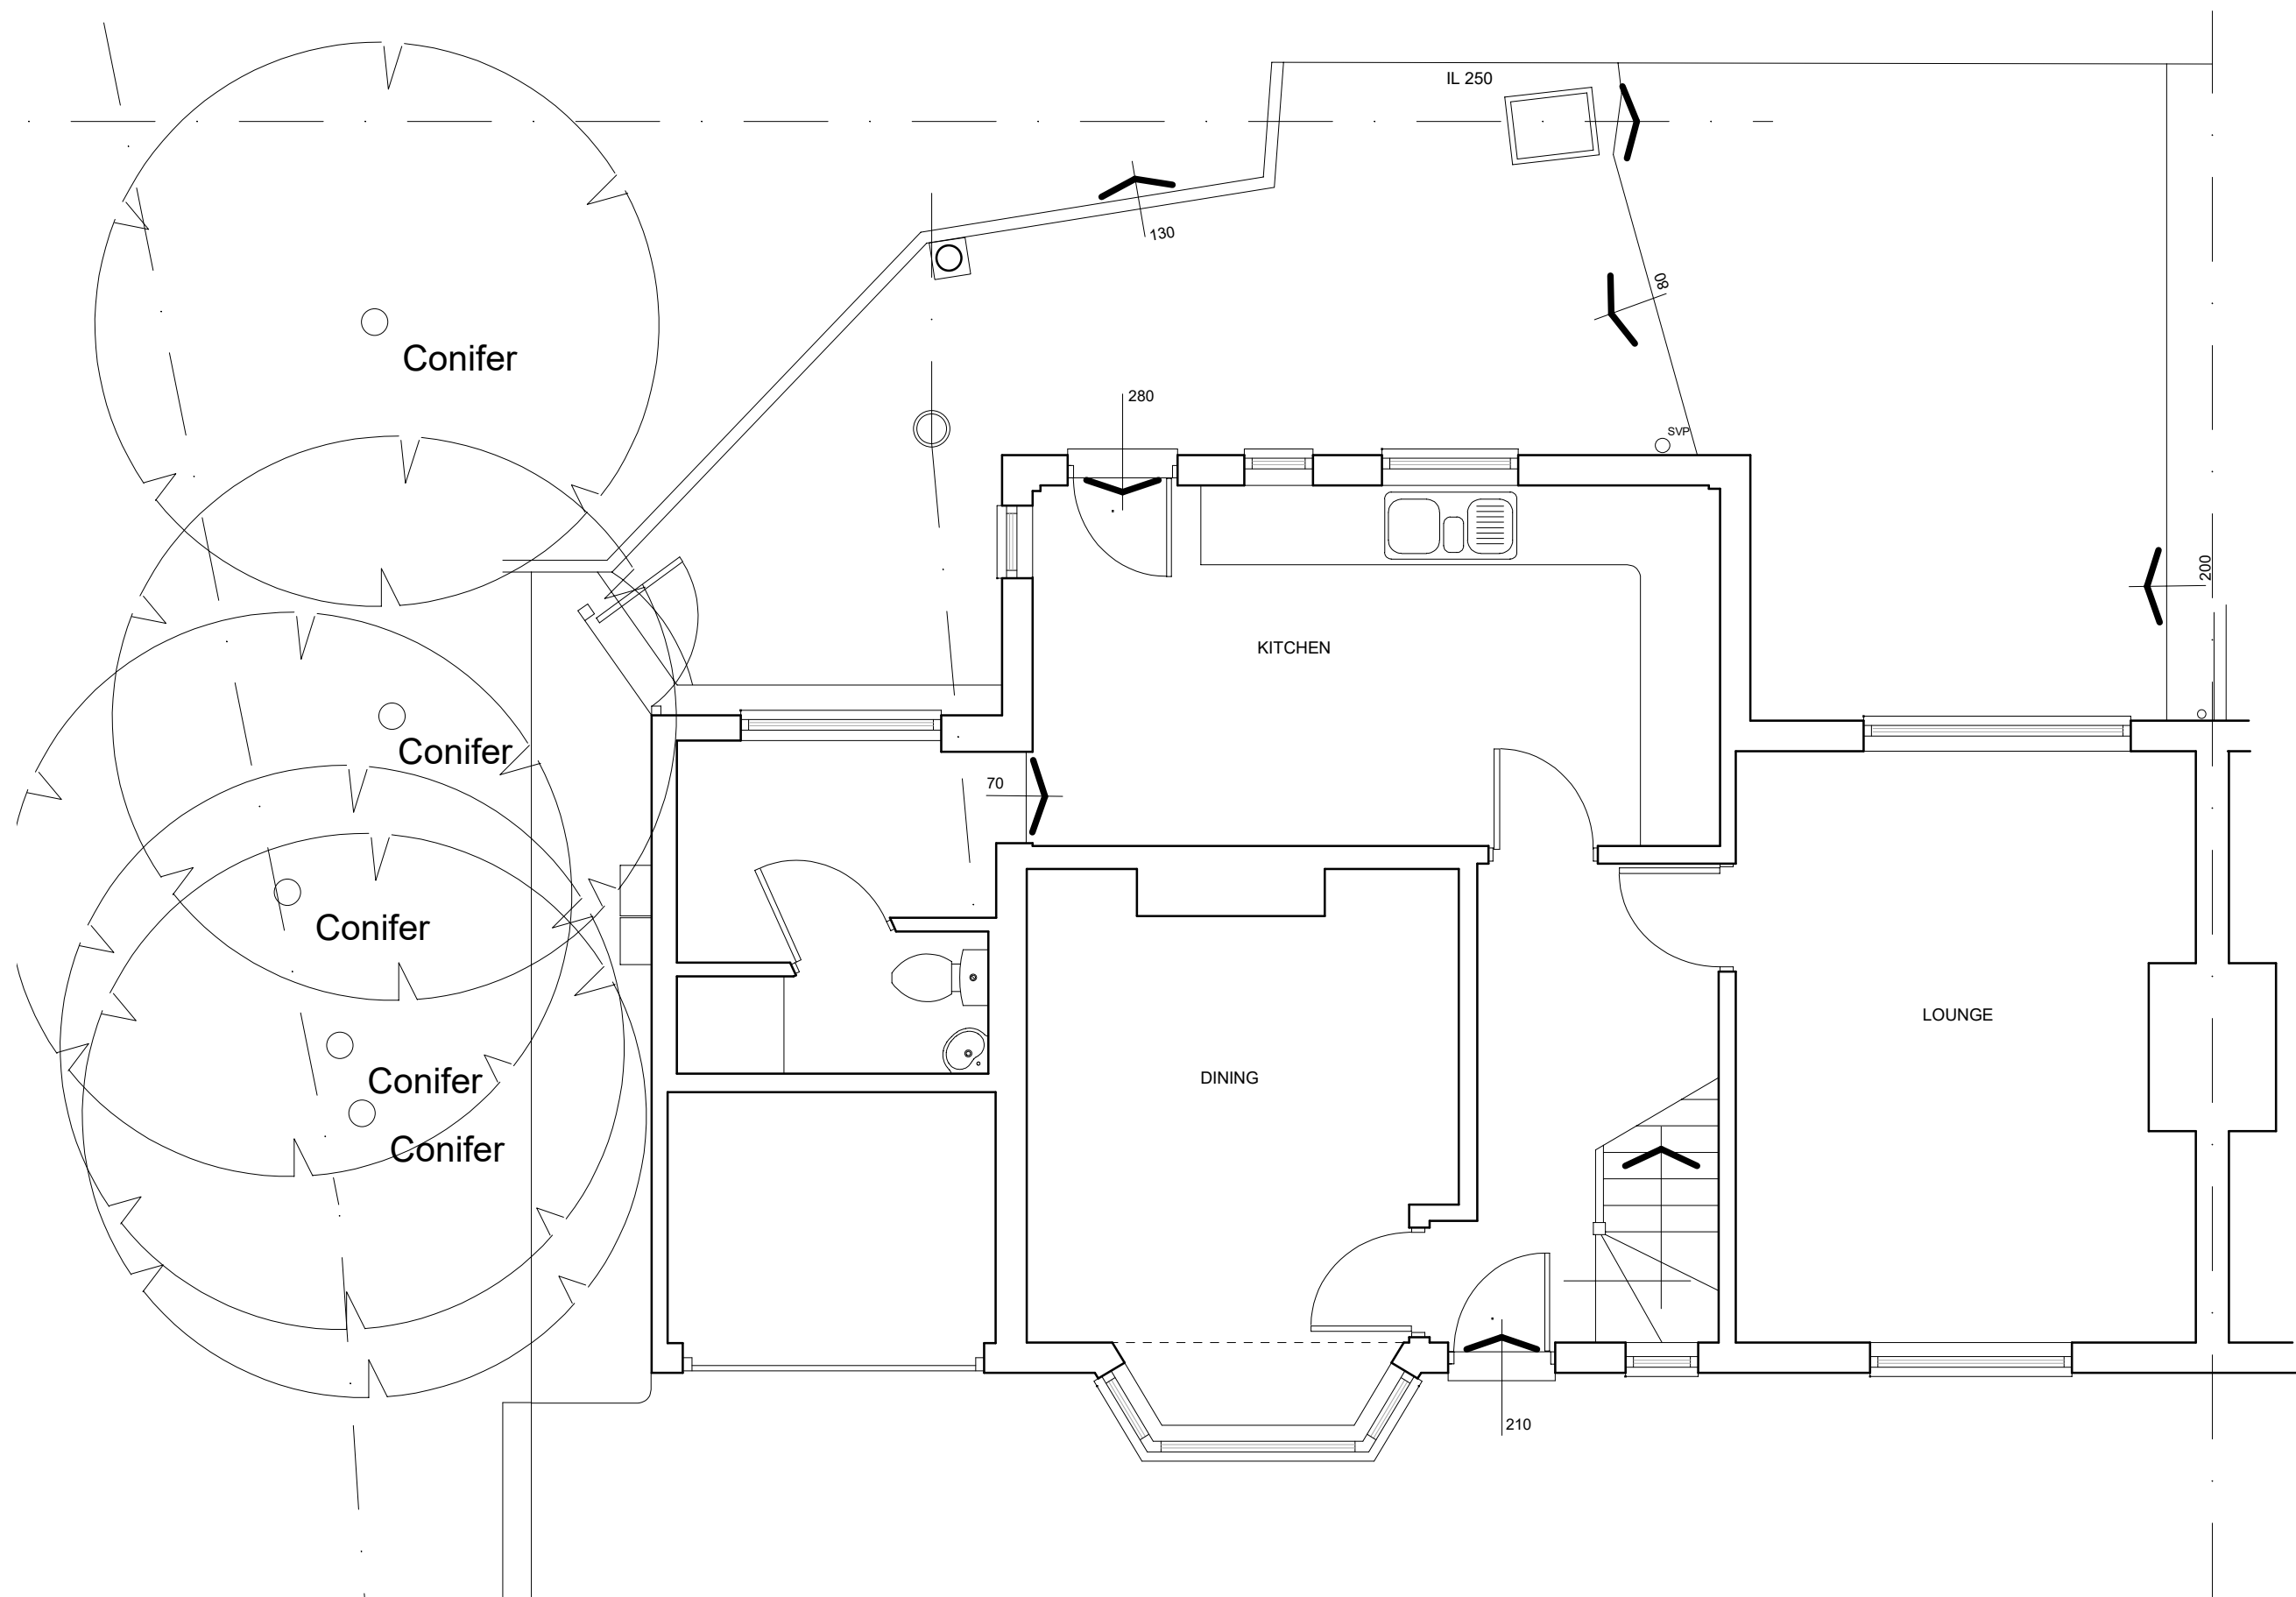 IL 250
130
80
Conifer
280
SVP
200
KITCHEN
Conifer
70
Conifer
LOUNGE
DINING
Conifer
Conifer
210